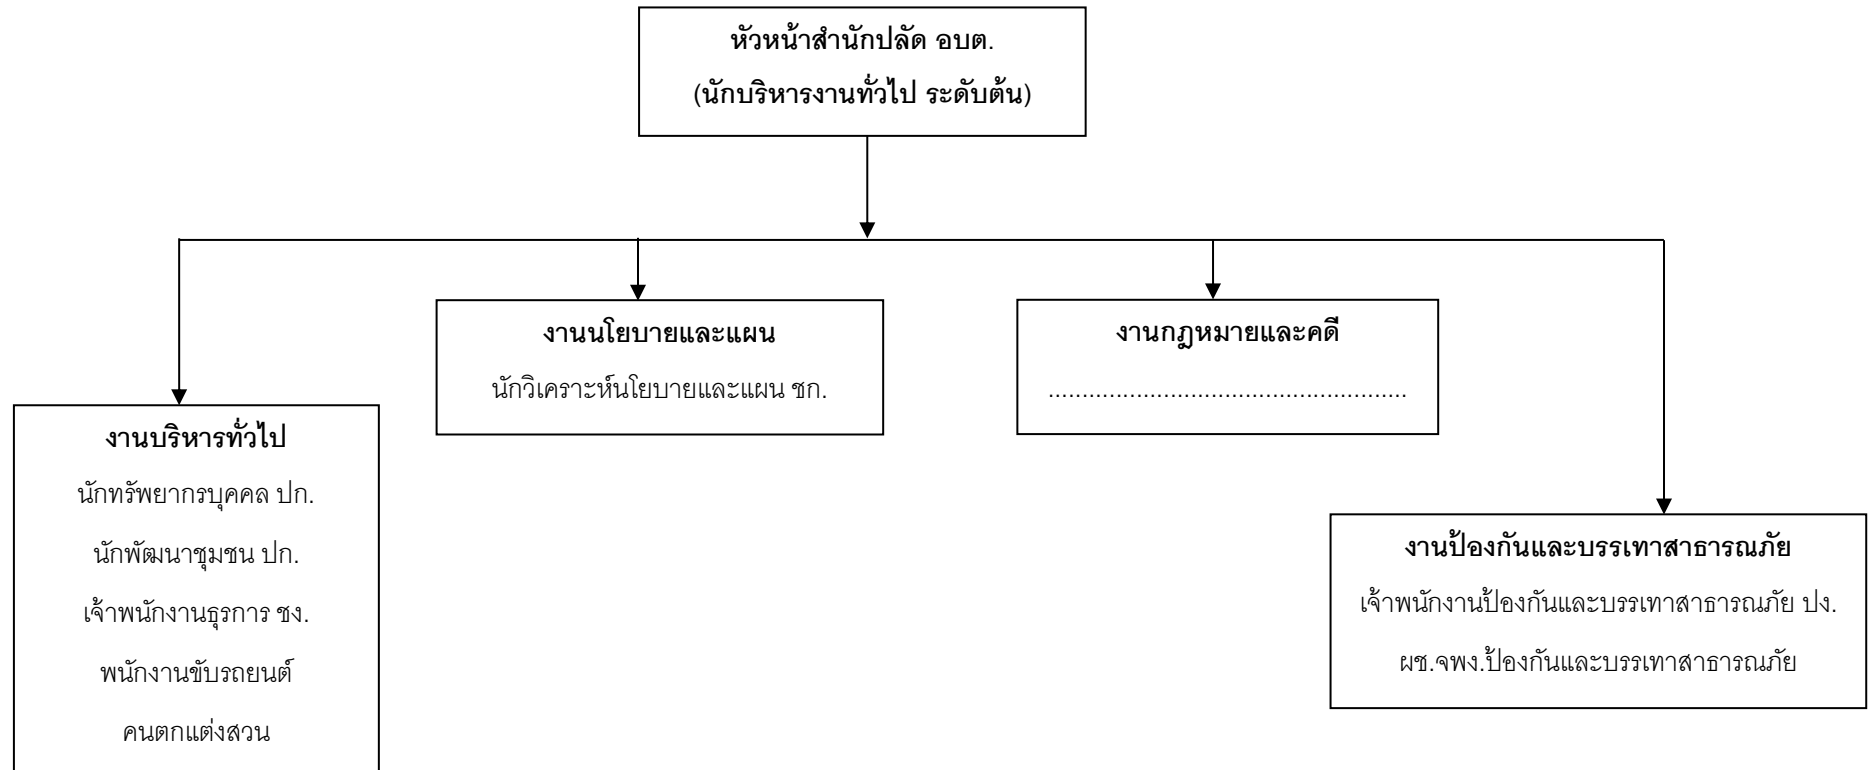 หัวหน้าสำนักปลัด อบต.
(นักบริหารงานทั่วไป ระดับต้น)
งานนโยบายและแผน
นักวิเคราะห์นโยบายและแผน ชก.
งานกฎหมายและคดี
.....................................................
งานบริหารทั่วไป
นักทรัพยากรบุคคล ปก.
นักพัฒนาชุมชน ปก.
เจ้าพนักงานธุรการ ชง.
พนักงานขับรถยนต์
คนตกแต่งสวน
งานป้องกันและบรรเทาสาธารณภัย
เจ้าพนักงานป้องกันและบรรเทาสาธารณภัย ปง.
ผช.จพง.ป้องกันและบรรเทาสาธารณภัย